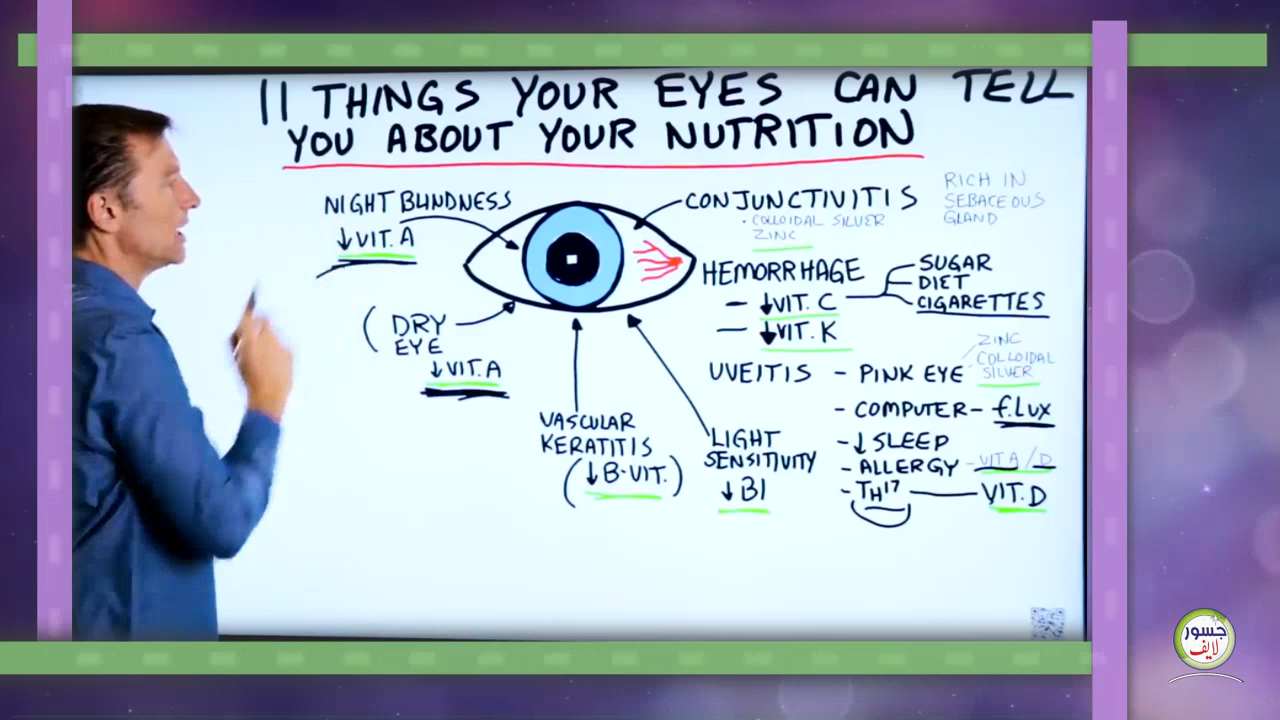 11 THINGS YOUR EYES CAN TELL
YOU ABOUT YOUR NUTRITION
NIGHT BLINDNESS
↓VIT. A
CONJUNCTIVITIS
• COLLOIDAL SILVER
ZINC
RICH IN
SEBACEOUS
GLAND
HEMORRHAGE
– ↓VIT. C
– ↓VIT. K
SUGAR
DIET
CIGARETTES
( DRY
EYE
↓VIT. A
VASCULAR
KERATITIS
(↓B-VIT.)
LIGHT
SENSITIVITY
↓ B1
UVEITIS
- PINK EYE
ZINC
COLLOIDAL
SILVER
- COMPUTER - f.lux
- ↓ SLEEP
- ALLERGY - VIT A/D
- TH17 — VIT. D
جسور
لايف